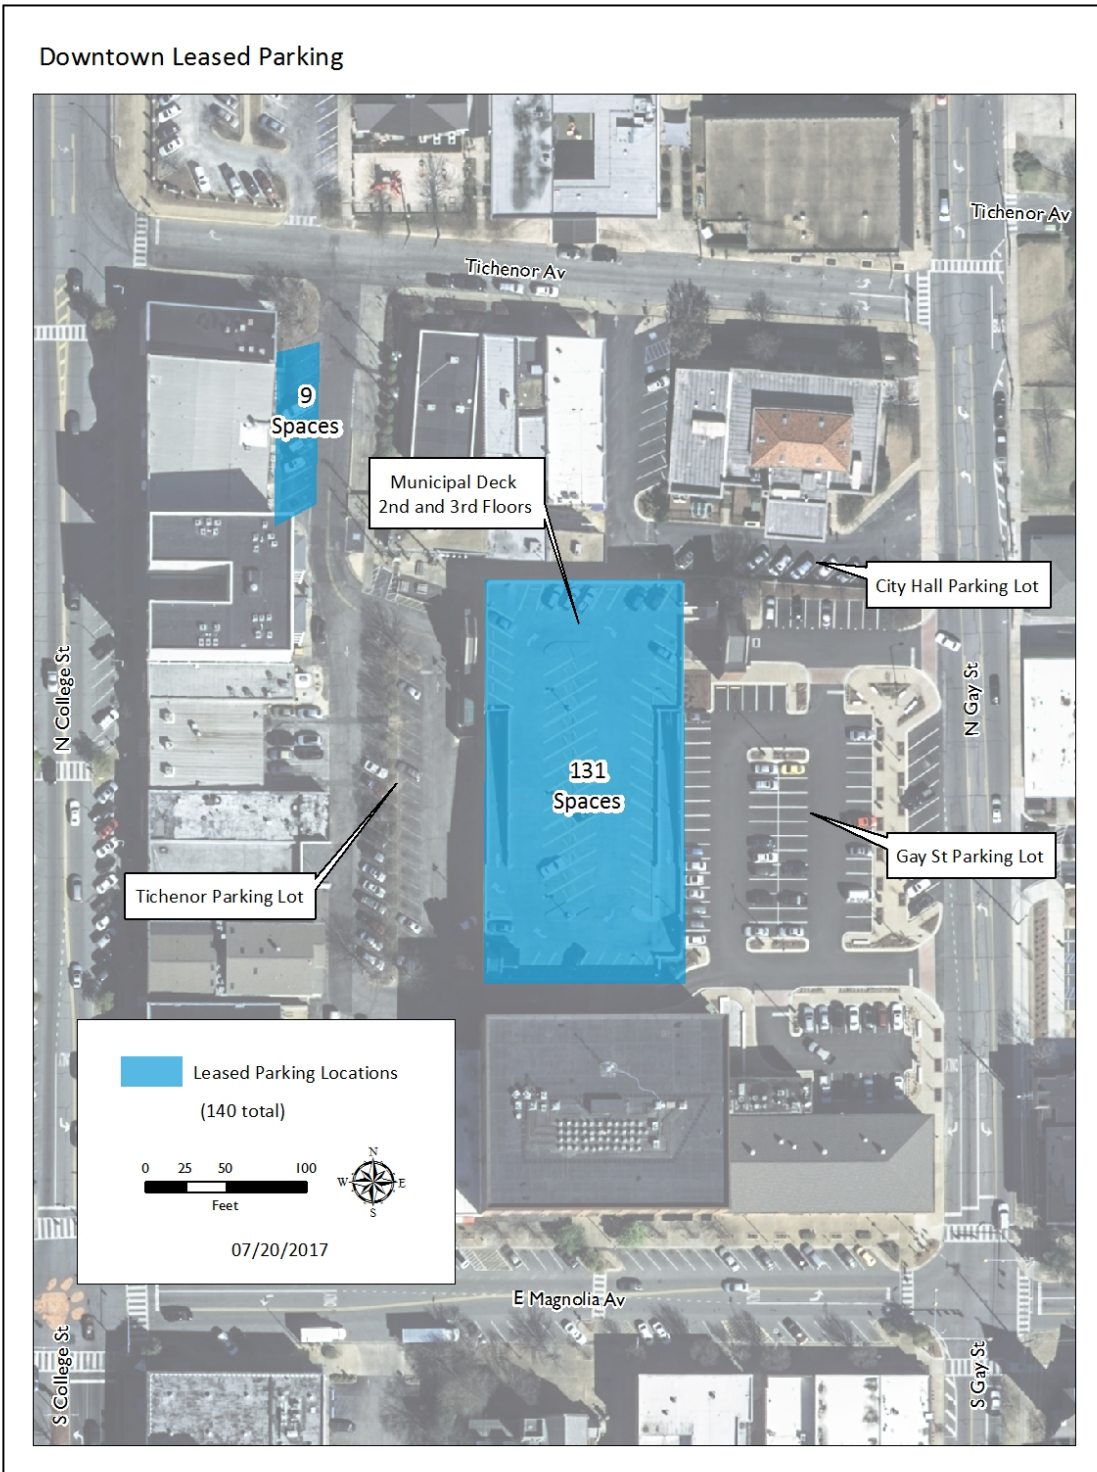 Downtown Leased Parking
Tichenor Av
Tichenor Av
9
Spaces
Municipal Deck
2nd and 3rd Floors
City Hall Parking Lot
N College St
N Gay St
131
Spaces
Gay St Parking Lot
Tichenor Parking Lot
Leased Parking Locations
(140 total)
0 25 50 100
Feet
N
W E
S
07/20/2017
E Magnolia Av
S College St
S Gay St